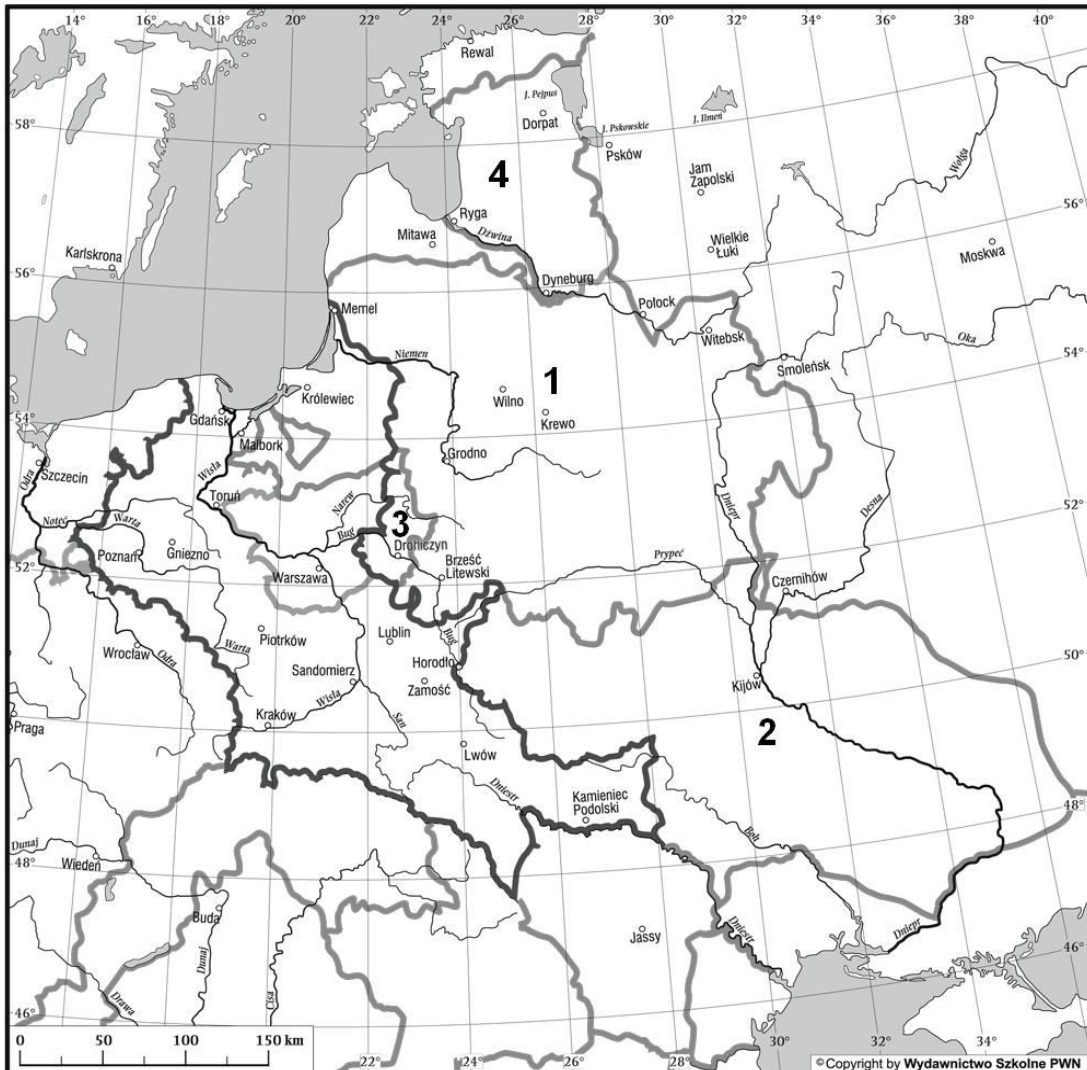 14° 16° 18° 20° 22° 24° 26° 28° 30° 32° 34° 36° 38° 40°
Rewal
J. Pejpus
Dorpat
J. Ilmeń
58°
J. Pskowskie
Psków
Wołga
4
Jam
Zapolski
56°
Ryga
Dźwina
Mitawa
Wielkie
Łuki
Moskwa
Karlskrona
56°
Dyneburg
Połock
Memel
Witebsk
Oka
54°
Niemen
Smoleńsk
1
Królewiec
Wilno
Krewo
54°
Gdańsk
Malbork
Grodno
Szczecin
Odra
Wisła
Toruń
Narew
Dniepr
Desna
52°
Noteć
Warta
3
Bug
Drohiczyn
Poznań
Gniezno
Brześć
Litewski
Prypeć
52°
Warszawa
Czernihów
Piotrków
Lublin
Bug
Wrocław
Odra
Warta
Horodło
50°
Sandomierz
Zamość
Kijów
Wisła
Kraków
San
2
Praga
Lwów
Dniestr
Kamieniec
Podolski
48°
Boh
Dunaj
48°
Wiedeń
Buda
Jassy
Dniestr
Dniepr
46°
Dunaj
Drawa
Cisa
46°
0 50 100 150 km
22° 24° 26° 28° 30° 32° 34°
© Copyright by Wydawnictwo Szkolne PWN